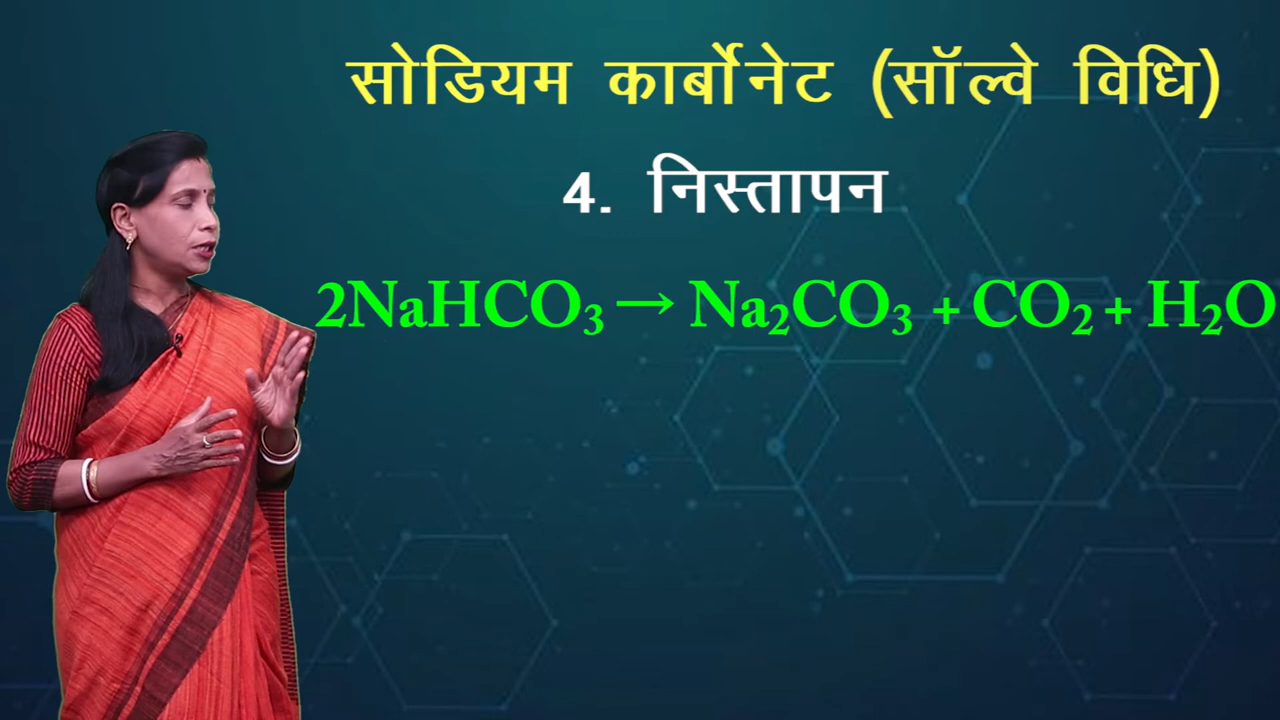 सोडियम कार्बोनेट (सॉल्वे विधि)
4. निस्तापन
2NaHCO₃ → Na₂CO₃ + CO₂ + H₂O